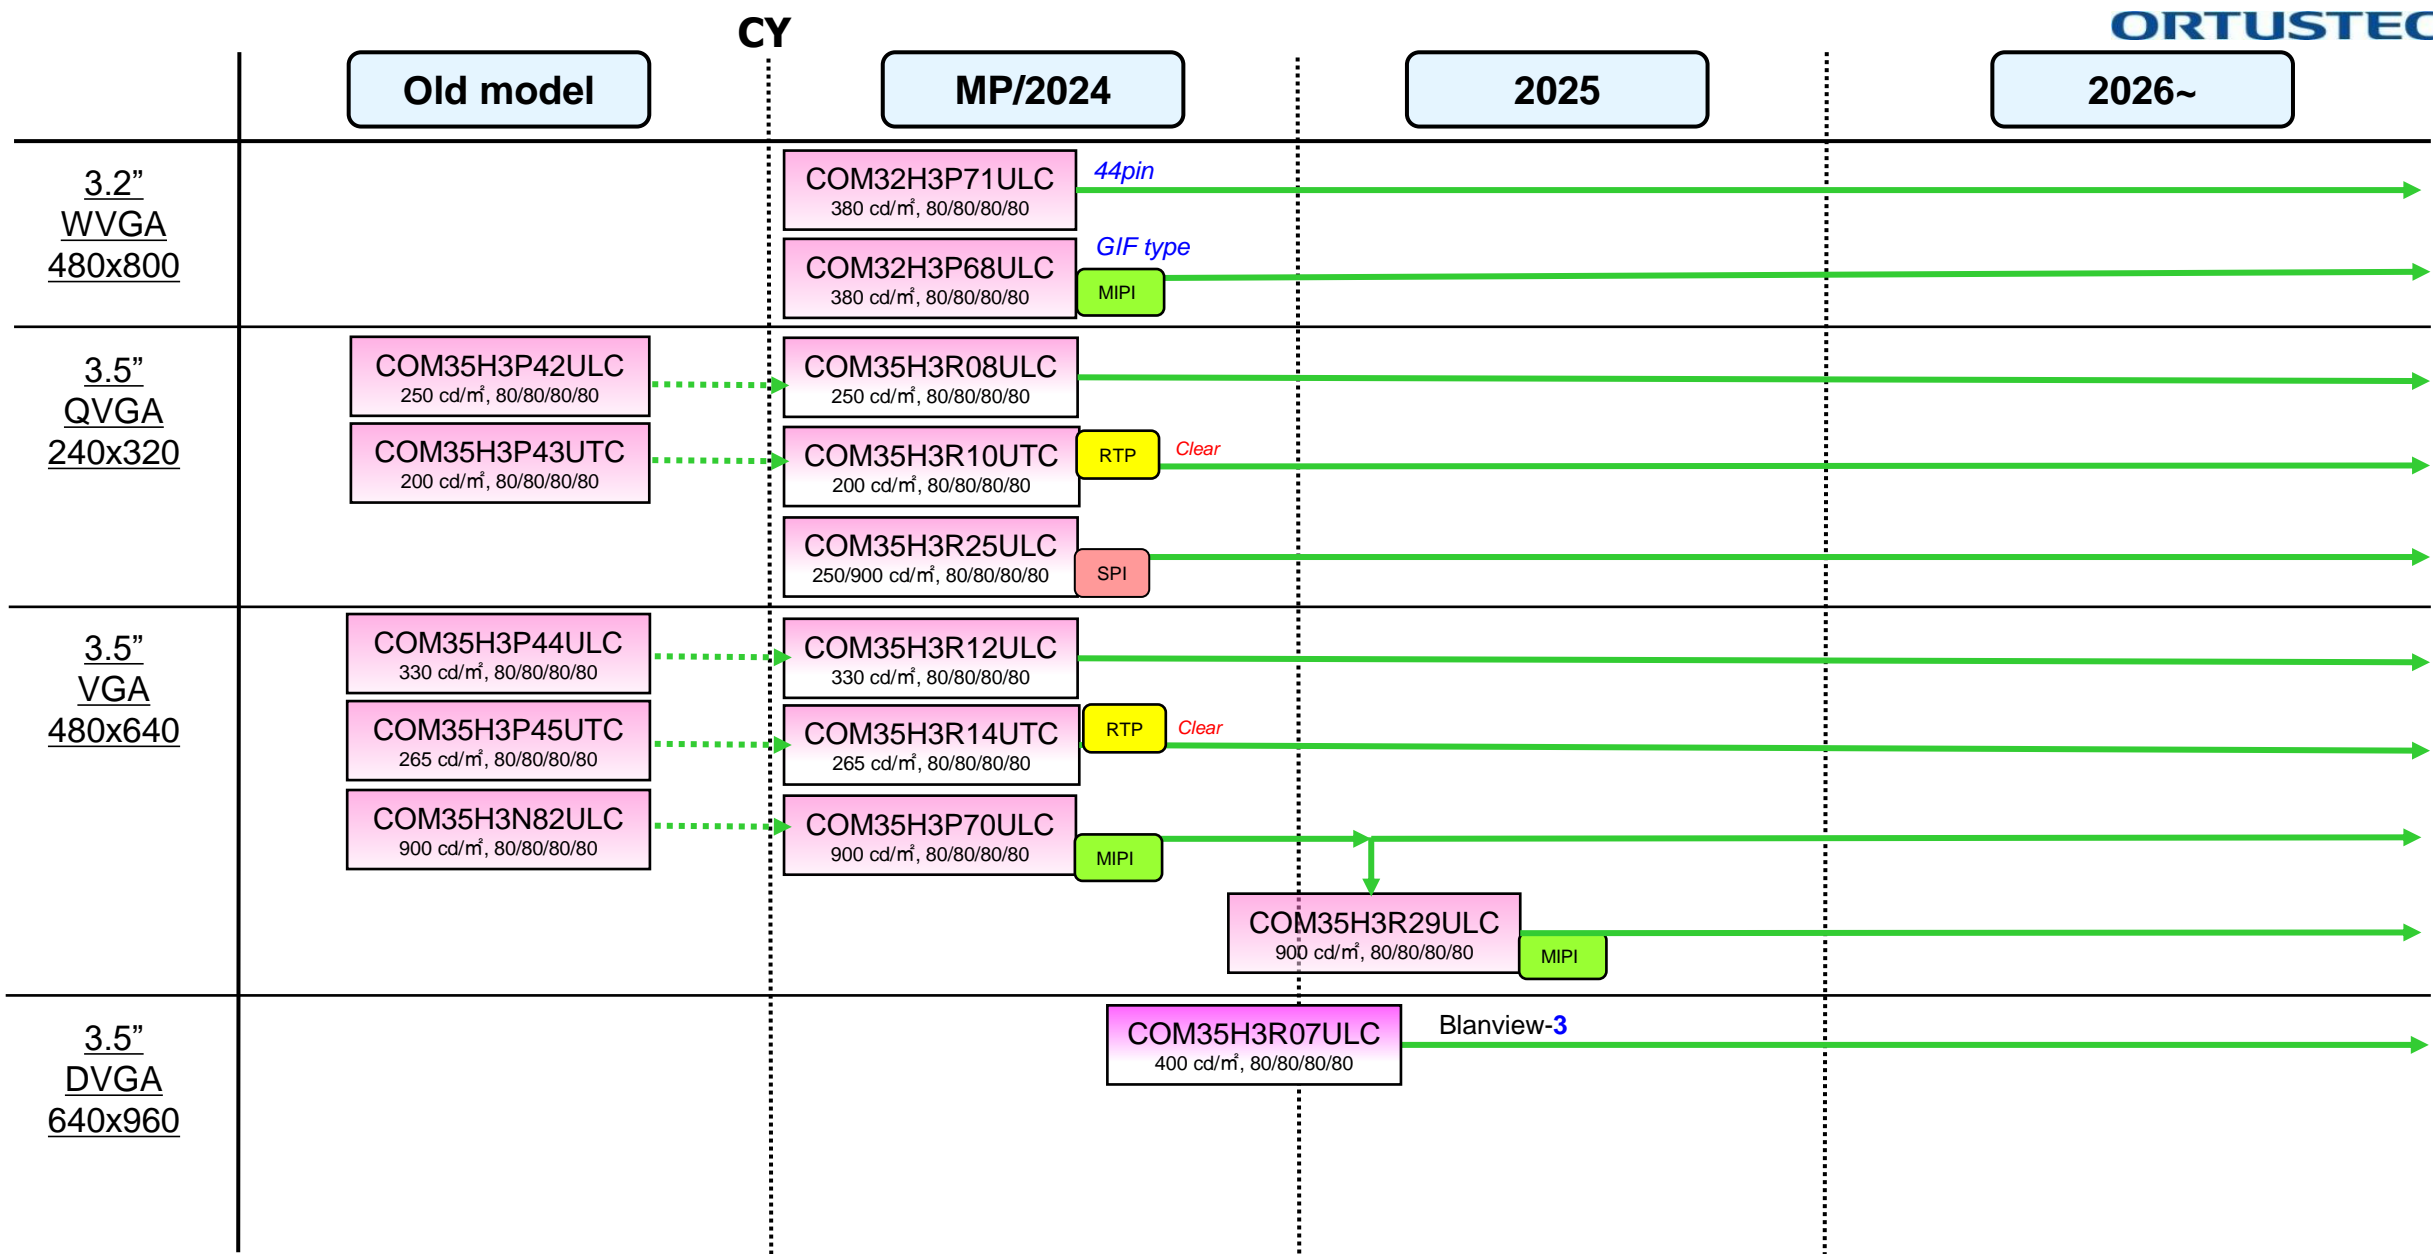 CY
ORTUSTEC
Old model
MP/2024
2025
2026~
3.2”
WVGA
480x800
COM32H3P71ULC
380 cd/㎡, 80/80/80/80
44pin
COM32H3P68ULC
380 cd/㎡, 80/80/80/80
MIPI
GIF type
3.5”
QVGA
240x320
COM35H3P42ULC
250 cd/㎡, 80/80/80/80
COM35H3R08ULC
250 cd/㎡, 80/80/80/80
COM35H3P43UTC
200 cd/㎡, 80/80/80/80
COM35H3R10UTC
200 cd/㎡, 80/80/80/80
RTP
Clear
COM35H3R25ULC
250/900 cd/㎡, 80/80/80/80
SPI
3.5”
VGA
480x640
COM35H3P44ULC
330 cd/㎡, 80/80/80/80
COM35H3R12ULC
330 cd/㎡, 80/80/80/80
COM35H3P45UTC
265 cd/㎡, 80/80/80/80
COM35H3R14UTC
265 cd/㎡, 80/80/80/80
RTP
Clear
COM35H3N82ULC
900 cd/㎡, 80/80/80/80
COM35H3P70ULC
900 cd/㎡, 80/80/80/80
MIPI
COM35H3R29ULC
900 cd/㎡, 80/80/80/80
MIPI
3.5”
DVGA
640x960
COM35H3R07ULC
400 cd/㎡, 80/80/80/80
Blanview-3